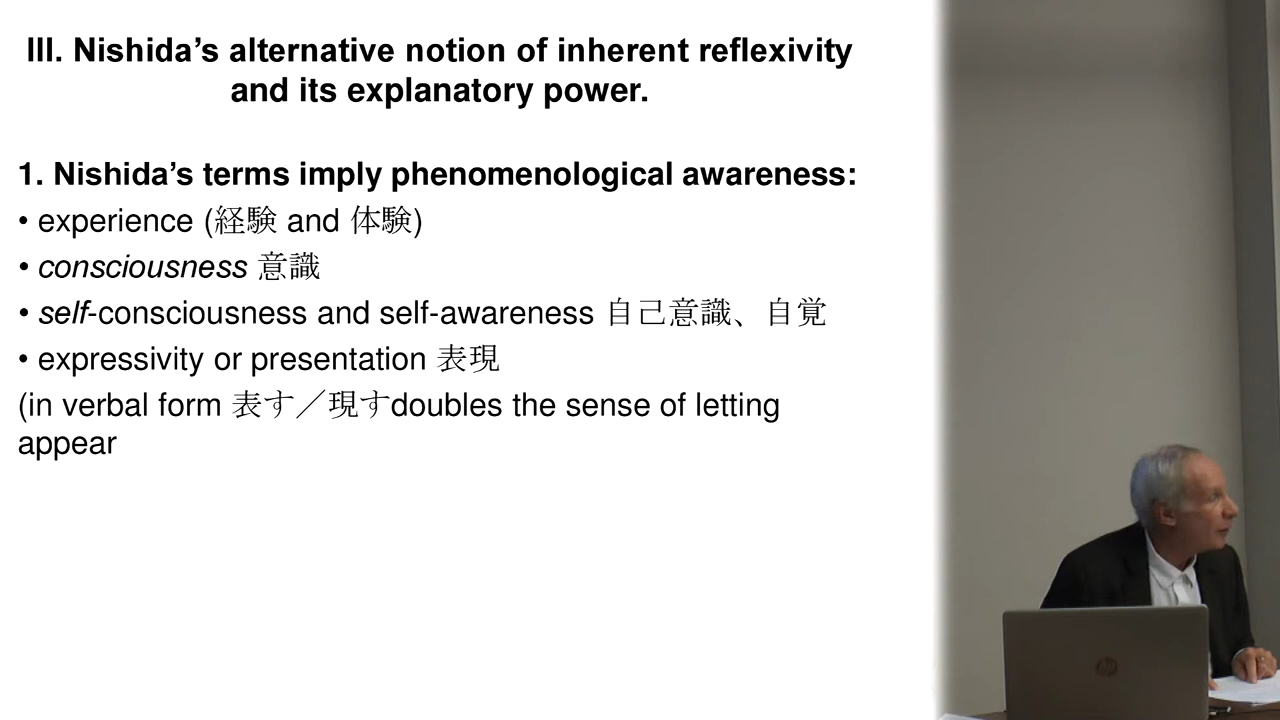 III. Nishida’s alternative notion of inherent reflexivity
and its explanatory power.
1. Nishida’s terms imply phenomenological awareness:
• experience (経験 and 体験)
• consciousness 意識
• self-consciousness and self-awareness 自己意識、自覚
• expressivity or presentation 表現
(in verbal form 表す／現すdoubles the sense of letting
appear
hp